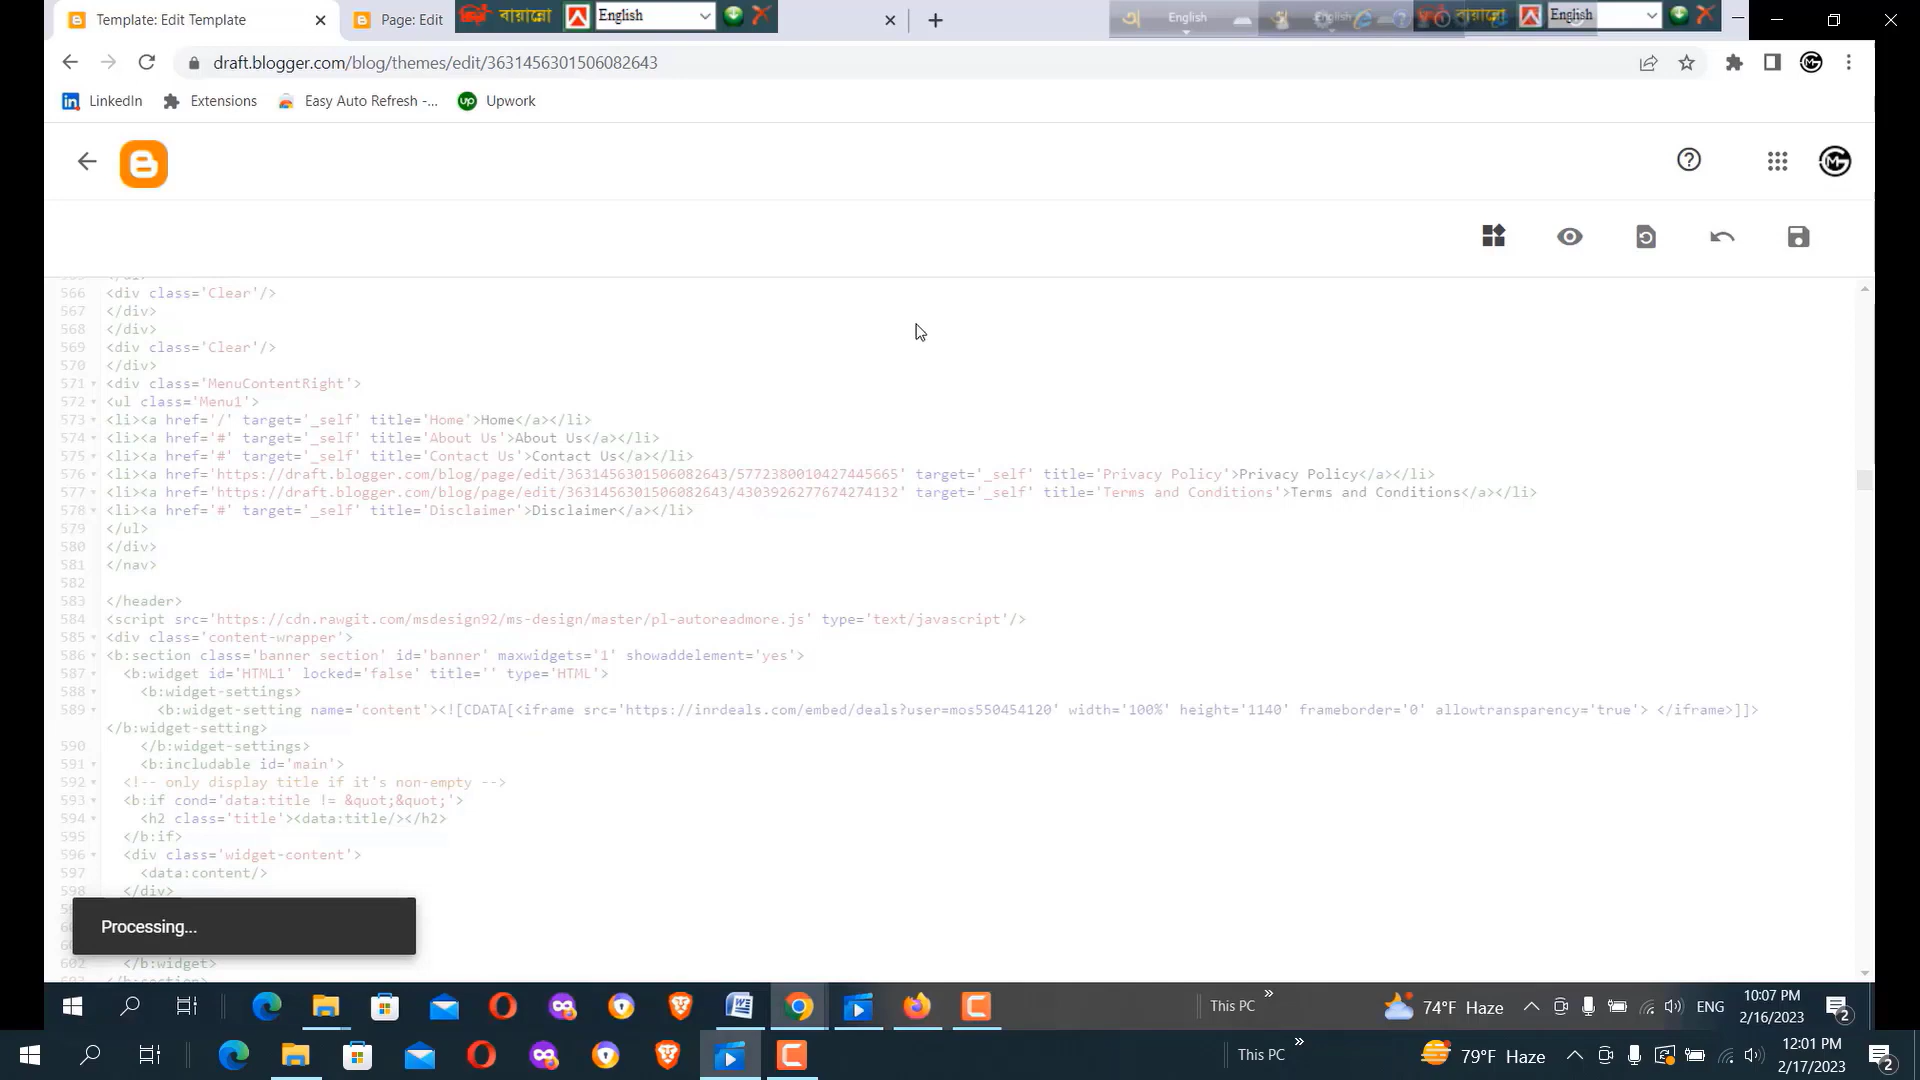 Template: Edit Template
Page: Edit
বায়ান্নো
English
English
English
বায়ান্নো
English
draft.blogger.com/blog/themes/edit/3631456301506082643
LinkedIn
Extensions
Easy Auto Refresh -...
Upwork
566 <div class='Clear'/>
567 </div>
568 </div>
569 <div class='Clear'/>
570 </div>
571 <div class='MenuContentRight'>
572 <ul class='Menu1'>
573 <li><a href='/' target='_self' title='Home'>Home</a></li>
574 <li><a href='#' target='_self' title='About Us'>About Us</a></li>
575 <li><a href='#' target='_self' title='Contact Us'>Contact Us</a></li>
576 <li><a href='https://draft.blogger.com/blog/page/edit/3631456301506082643/5772380010427445665' target='_self' title='Privacy Policy'>Privacy Policy</a></li>
577 <li><a href='https://draft.blogger.com/blog/page/edit/3631456301506082643/4303926277674274132' target='_self' title='Terms and Conditions'>Terms and Conditions</a></li>
578 <li><a href='#' target='_self' title='Disclaimer'>Disclaimer</a></li>
579 </ul>
580 </div>
581 </nav>
582
583 </header>
584 <script src='https://cdn.rawgit.com/msdesign92/ms-design/master/pl-autoreadmore.js' type='text/javascript'/>
585 <div class='content-wrapper'>
586 <b:section class='banner section' id='banner' maxwidgets='1' showaddelement='yes'>
587 <b:widget id='HTML1' locked='false' title='' type='HTML'>
588 <b:widget-settings>
589 <b:widget-setting name='content'><![CDATA[<iframe src='https://inrdeals.com/embed/deals?user=mos550454120' width='100%' height='1140' frameborder='0' allowtransparency='true'> </iframe>]]>
</b:widget-setting>
590 </b:widget-settings>
591 <b:includable id='main'>
592 <!-- only display title if it's non-empty -->
593 <b:if cond='data:title != &quot;&quot;'>
594 <h2 class='title'><data:title/></h2>
595 </b:if>
596 <div class='widget-content'>
597 <data:content/>
598 </div>
Processing...
602 </b:widget>
This PC
74°F Haze
ENG
10:07 PM
2/16/2023
2
This PC
79°F Haze
12:01 PM
2/17/2023
2